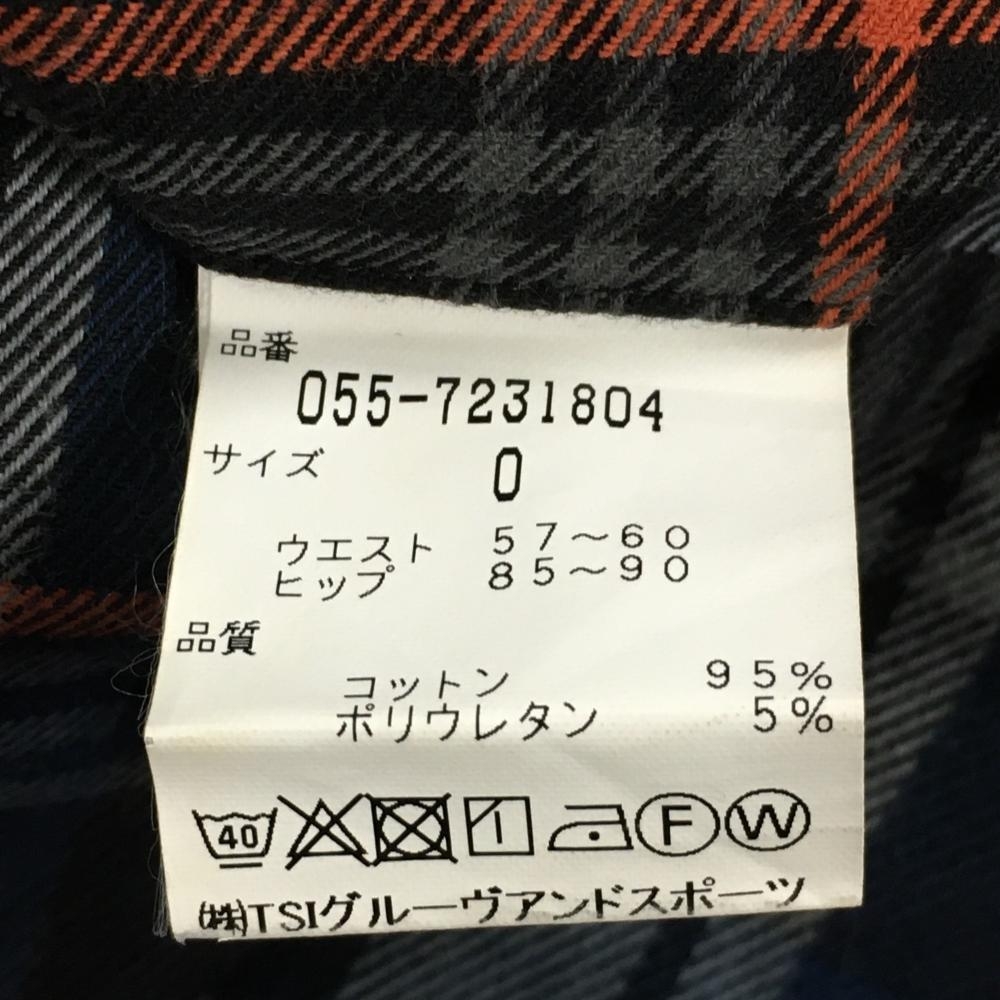 品番
055-7231804
サイズ 0
ウエスト 57～60
ヒップ 85～90
品質
コットン 95%
ポリウレタン 5%
40 F W
㈱TSIグルーヴアンドスポーツ